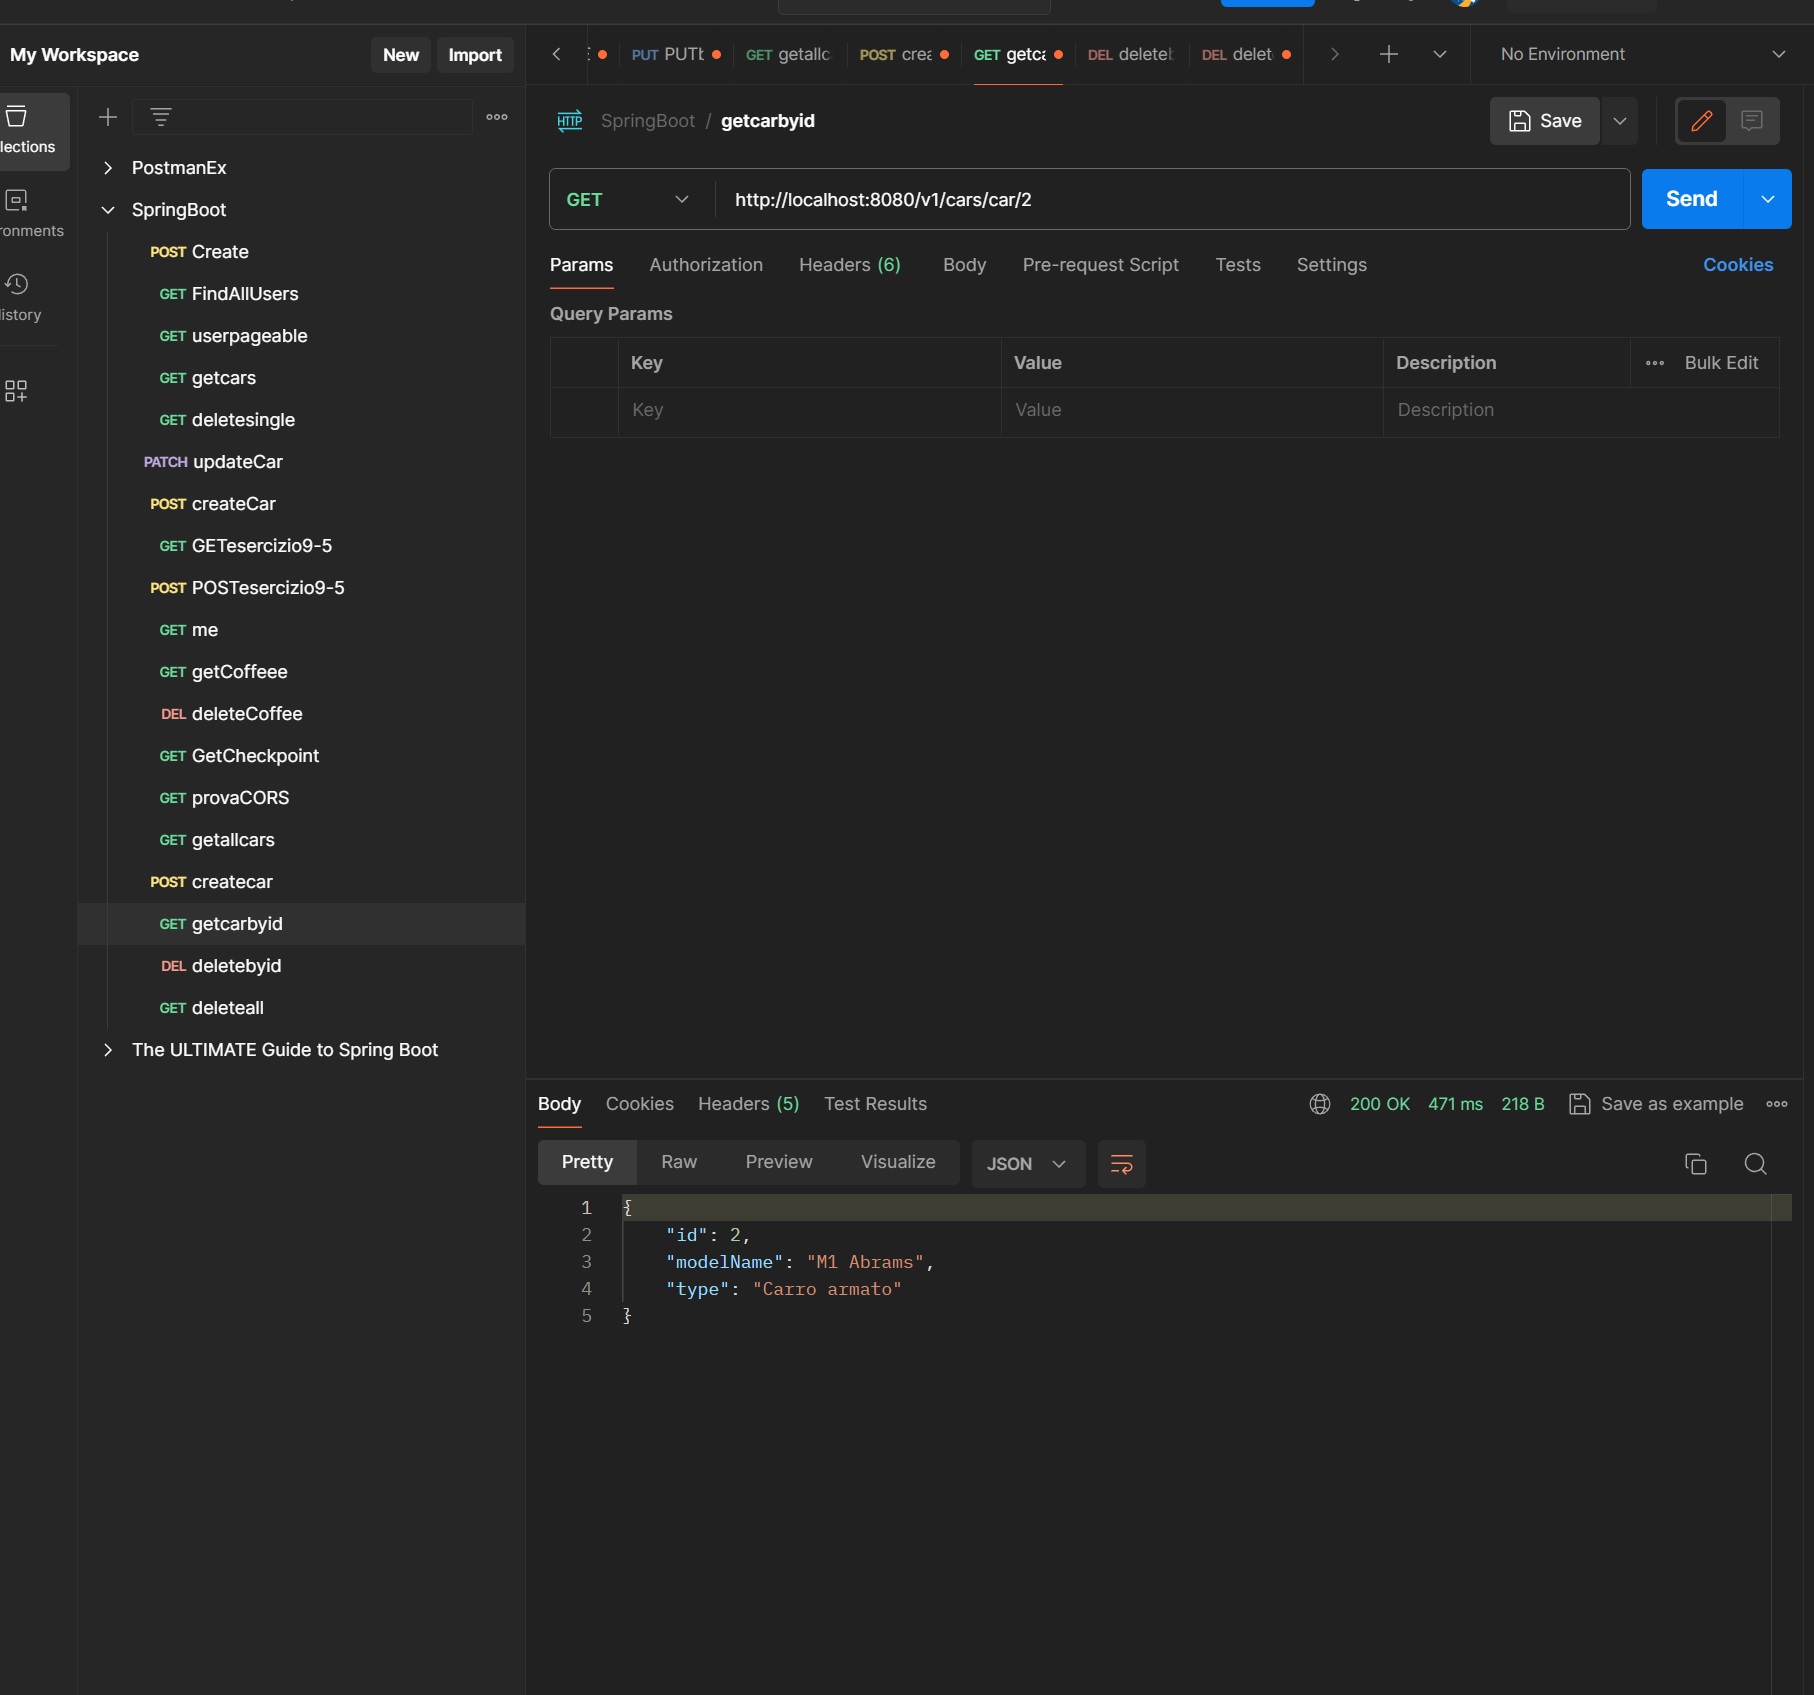 My Workspace
New
Import
PUT PUTt
GET getallc
POST crea
GET getca
DEL deleteb
DEL delet
No Environment
lections
SpringBoot / getcarbyid
Save
PostmanEx
GET
http://localhost:8080/v1/cars/car/2
Send
SpringBoot
ronments
POST Create
Params
Authorization
Headers (6)
Body
Pre-request Script
Tests
Settings
Cookies
GET FindAllUsers
istory
Query Params
GET userpageable
Key
Value
Description
Bulk Edit
GET getcars
Key
Value
Description
GET deletesingle
PATCH updateCar
POST createCar
GET GETesercizio9-5
POST POSTesercizio9-5
GET me
GET getCoffeee
DEL deleteCoffee
GET GetCheckpoint
GET provaCORS
GET getallcars
POST createcar
GET getcarbyid
DEL deletebyid
GET deleteall
The ULTIMATE Guide to Spring Boot
Body
Cookies
Headers (5)
Test Results
200 OK
471 ms
218 B
Save as example
Pretty
Raw
Preview
Visualize
JSON
1 {
2 "id": 2,
3 "modelName": "M1 Abrams",
4 "type": "Carro armato"
5 }